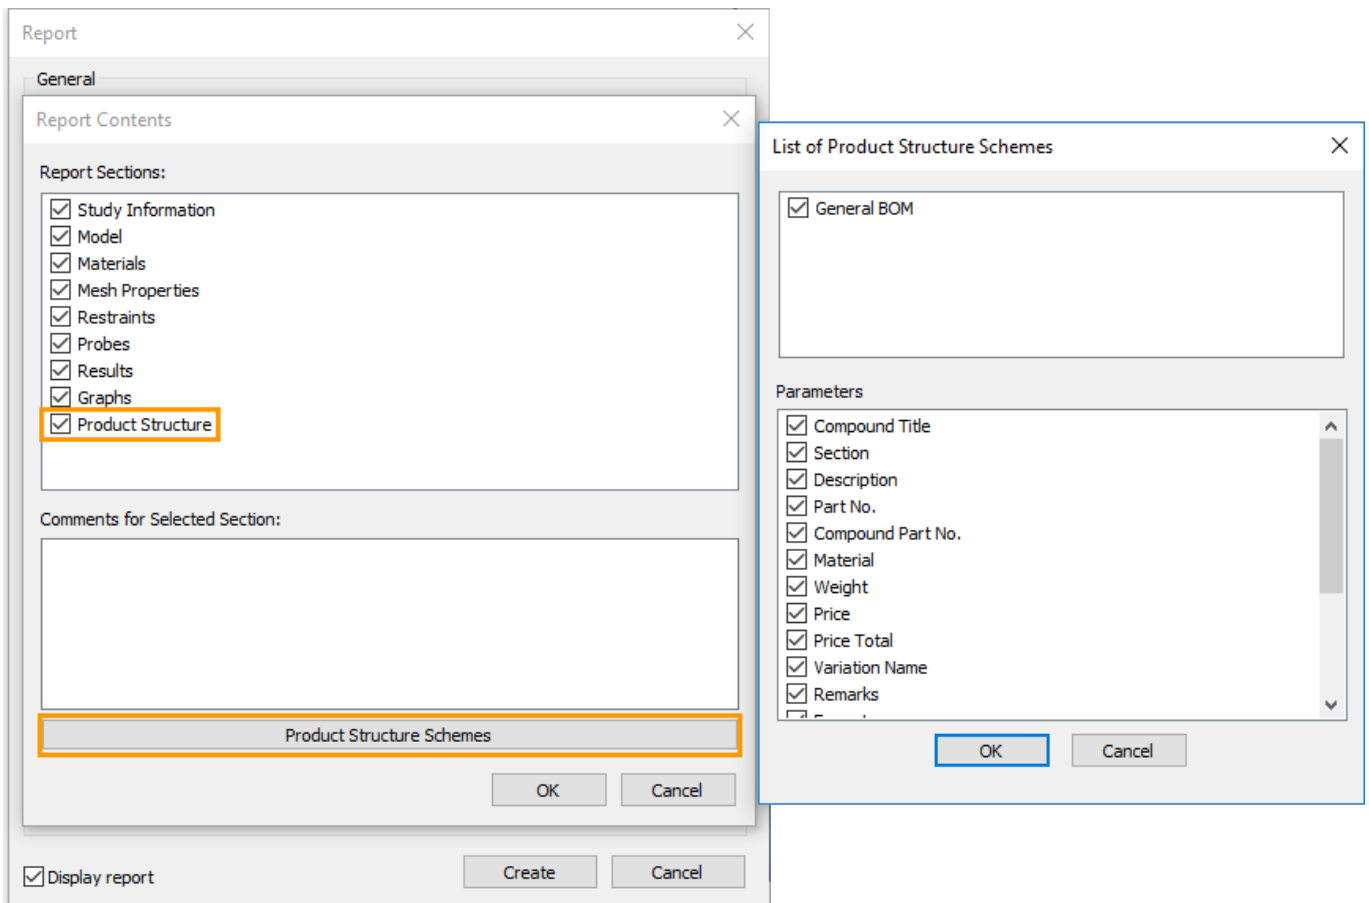 Report
General
Report Contents
Report Sections:
Study Information
Model
Materials
Mesh Properties
Restraints
Probes
Results
Graphs
Product Structure
Comments for Selected Section:
Product Structure Schemes
OK
Cancel
Display report
Create
Cancel
List of Product Structure Schemes
General BOM
Parameters
Compound Title
Section
Description
Part No.
Compound Part No.
Material
Weight
Price
Price Total
Variation Name
Remarks
OK
Cancel